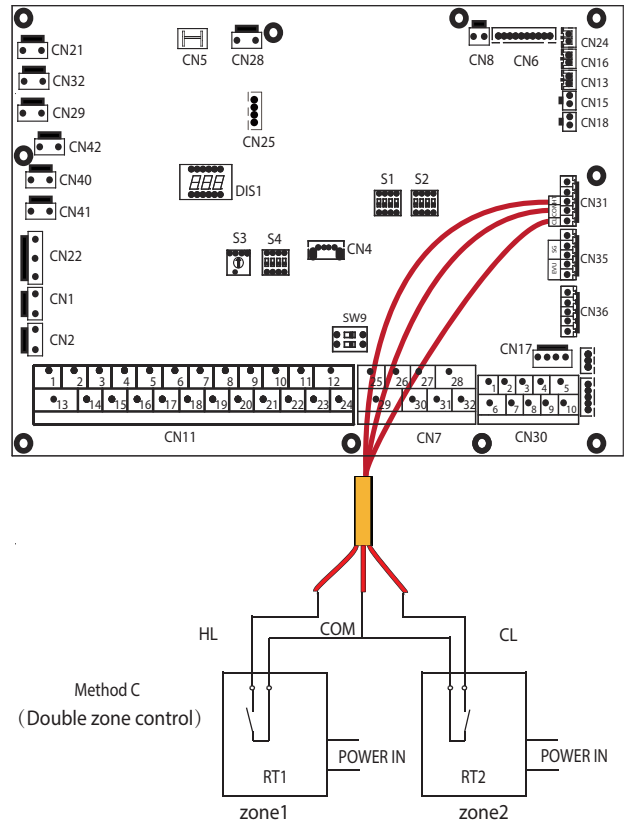 CN21
CN5
CN28
CN8
CN6
CN24
CN16
CN32
CN13
CN15
CN29
CN18
CN25
CN42
CN40
DIS1
S1 S2
CN31
CN41
COM
CL
CN22
S3 S4
CN4
SG
EVU
CN35
CN1
CN36
SW9
CN2
CN17
1 2 3 4 5 6 7 8 9 10 11 12
25 26 27 28
1 2 3 4 5
13 14 15 16 17 18 19 20 21 22 23 24
29 30 31 32
6 7 8 9 10
CN11
CN7
CN30
HL
COM
CL
Method C
(Double zone control)
POWER IN
POWER IN
RT1
RT2
zone1
zone2